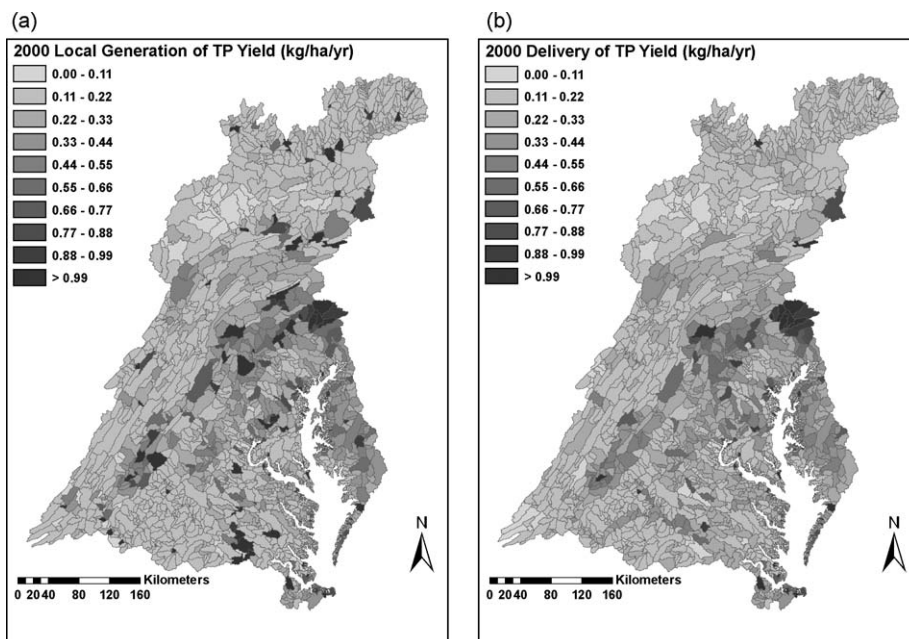 (a)
2000 Local Generation of TP Yield (kg/ha/yr)
0.00 - 0.11
0.11 - 0.22
0.22 - 0.33
0.33 - 0.44
0.44 - 0.55
0.55 - 0.66
0.66 - 0.77
0.77 - 0.88
0.88 - 0.99
> 0.99
N
Kilometers
0 20 40 80 120 160
(b)
2000 Delivery of TP Yield (kg/ha/yr)
0.00 - 0.11
0.11 - 0.22
0.22 - 0.33
0.33 - 0.44
0.44 - 0.55
0.55 - 0.66
0.66 - 0.77
0.77 - 0.88
0.88 - 0.99
> 0.99
N
Kilometers
0 20 40 80 120 160